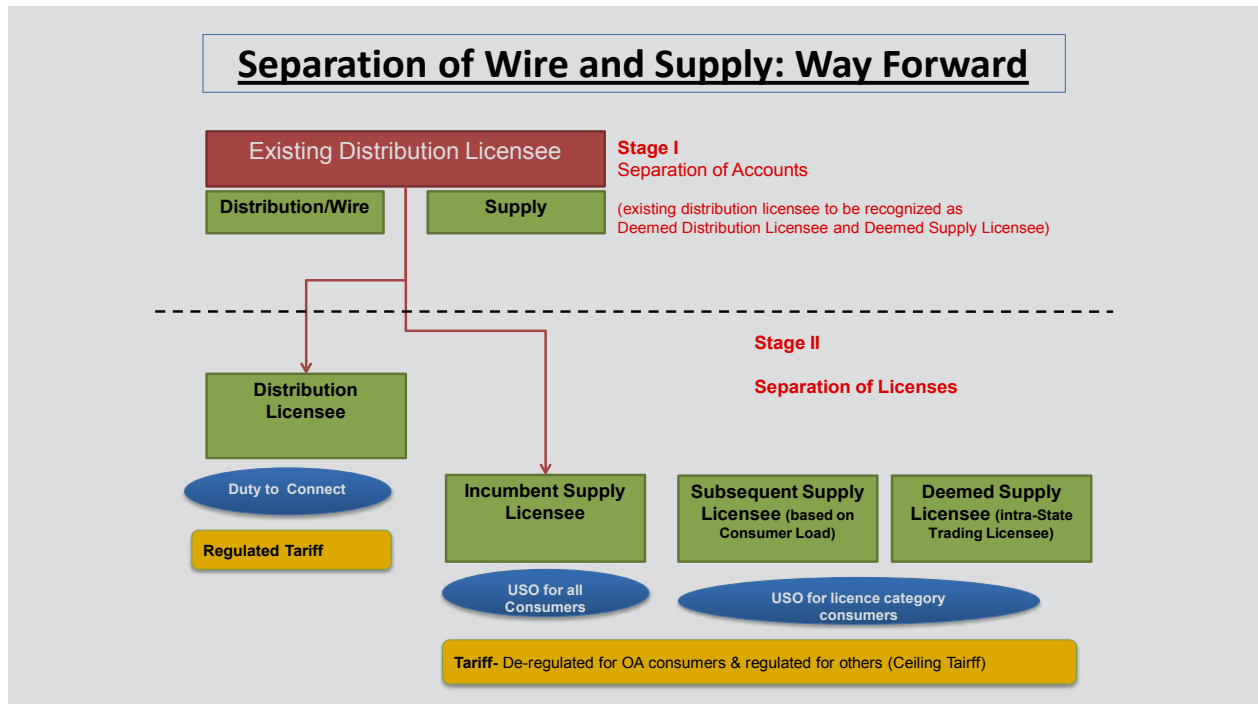 Separation of Wire and Supply: Way Forward
Existing Distribution Licensee
Stage I
Separation of Accounts
Distribution/Wire
Supply
(existing distribution licensee to be recognized as
Deemed Distribution Licensee and Deemed Supply Licensee)
Stage II
Separation of Licenses
Distribution
Licensee
Duty to Connect
Regulated Tariff
Incumbent Supply
Licensee
Subsequent Supply
Licensee (based on
Consumer Load)
Deemed Supply
Licensee (intra-State
Trading Licensee)
USO for all
Consumers
USO for licence category
consumers
Tariff- De-regulated for OA consumers & regulated for others (Ceiling Tairff)